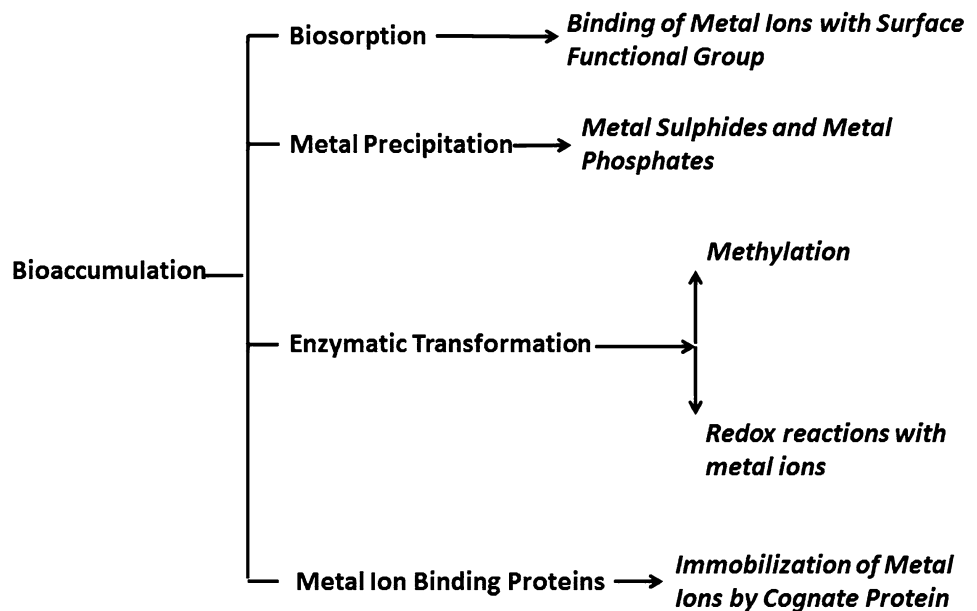 Biosorption
Binding of Metal Ions with Surface
Functional Group
Metal Precipitation
Metal Sulphides and Metal
Phosphates
Bioaccumulation
Methylation
Enzymatic Transformation
Redox reactions with
metal ions
Metal Ion Binding Proteins
Immobilization of Metal
Ions by Cognate Protein